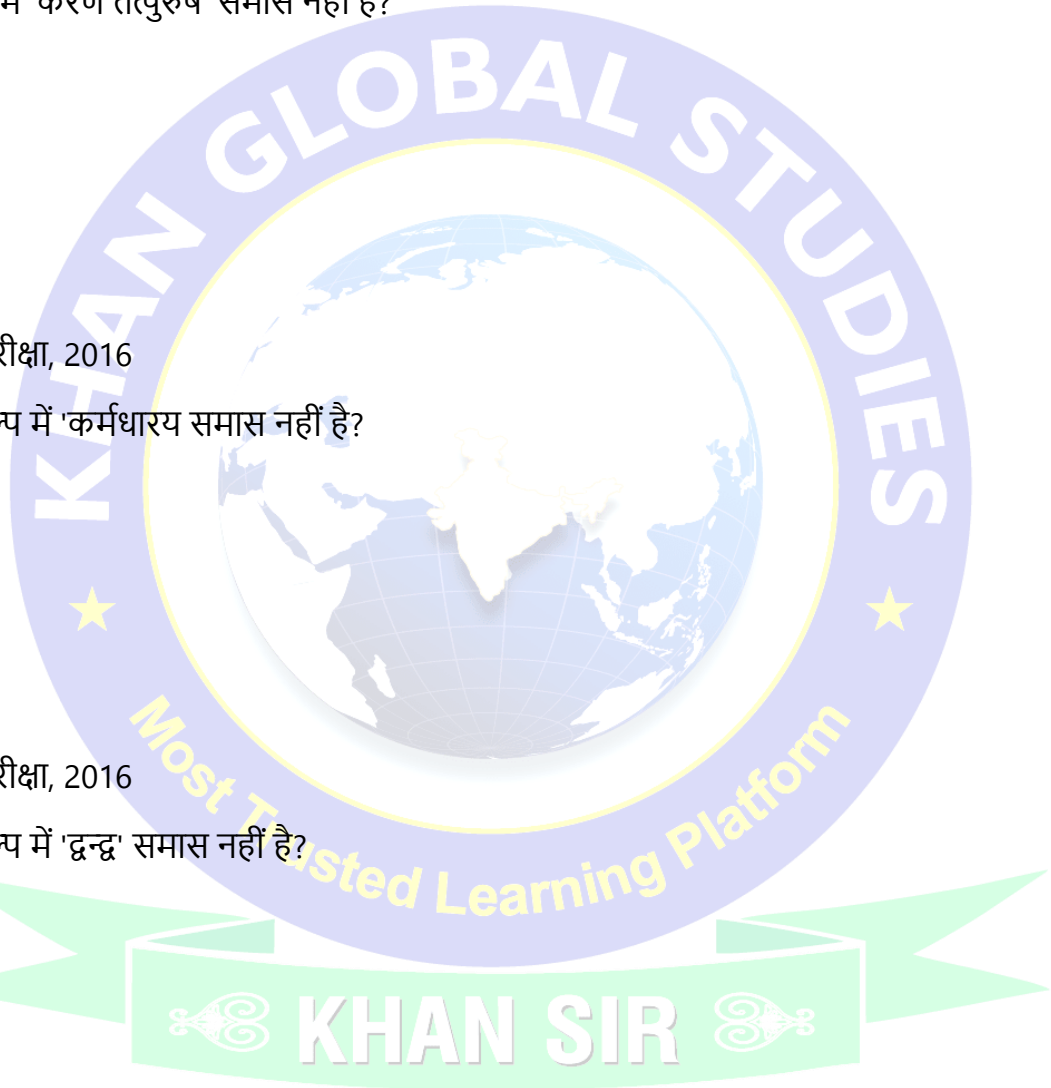 में 'करण तत्पुरुष' समास नहीं है?
KHAN GLOBAL STUDIES
रीक्षा, 2016
में 'कर्मधारय समास नहीं है?
रीक्षा, 2016
में 'द्वन्द्व' समास नहीं है?
Most Trusted Learning Platform
KHAN SIR